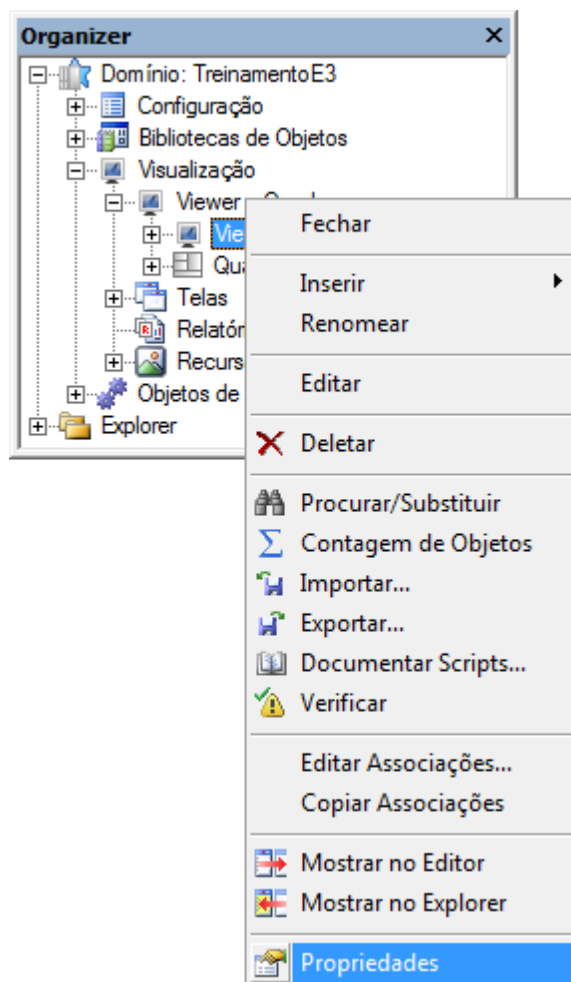 Organizer
Domínio: TreinamentoE3
Configuração
Bibliotecas de Objetos
Visualização
Viewer
Telas
Objetos de
Explorer
Fechar
Inserir
Renomear
Editar
Deletar
Procurar/Substituir
Contagem de Objetos
Importar...
Exportar...
Documentar Scripts...
Verificar
Editar Associações...
Copiar Associações
Mostrar no Editor
Mostrar no Explorer
Propriedades